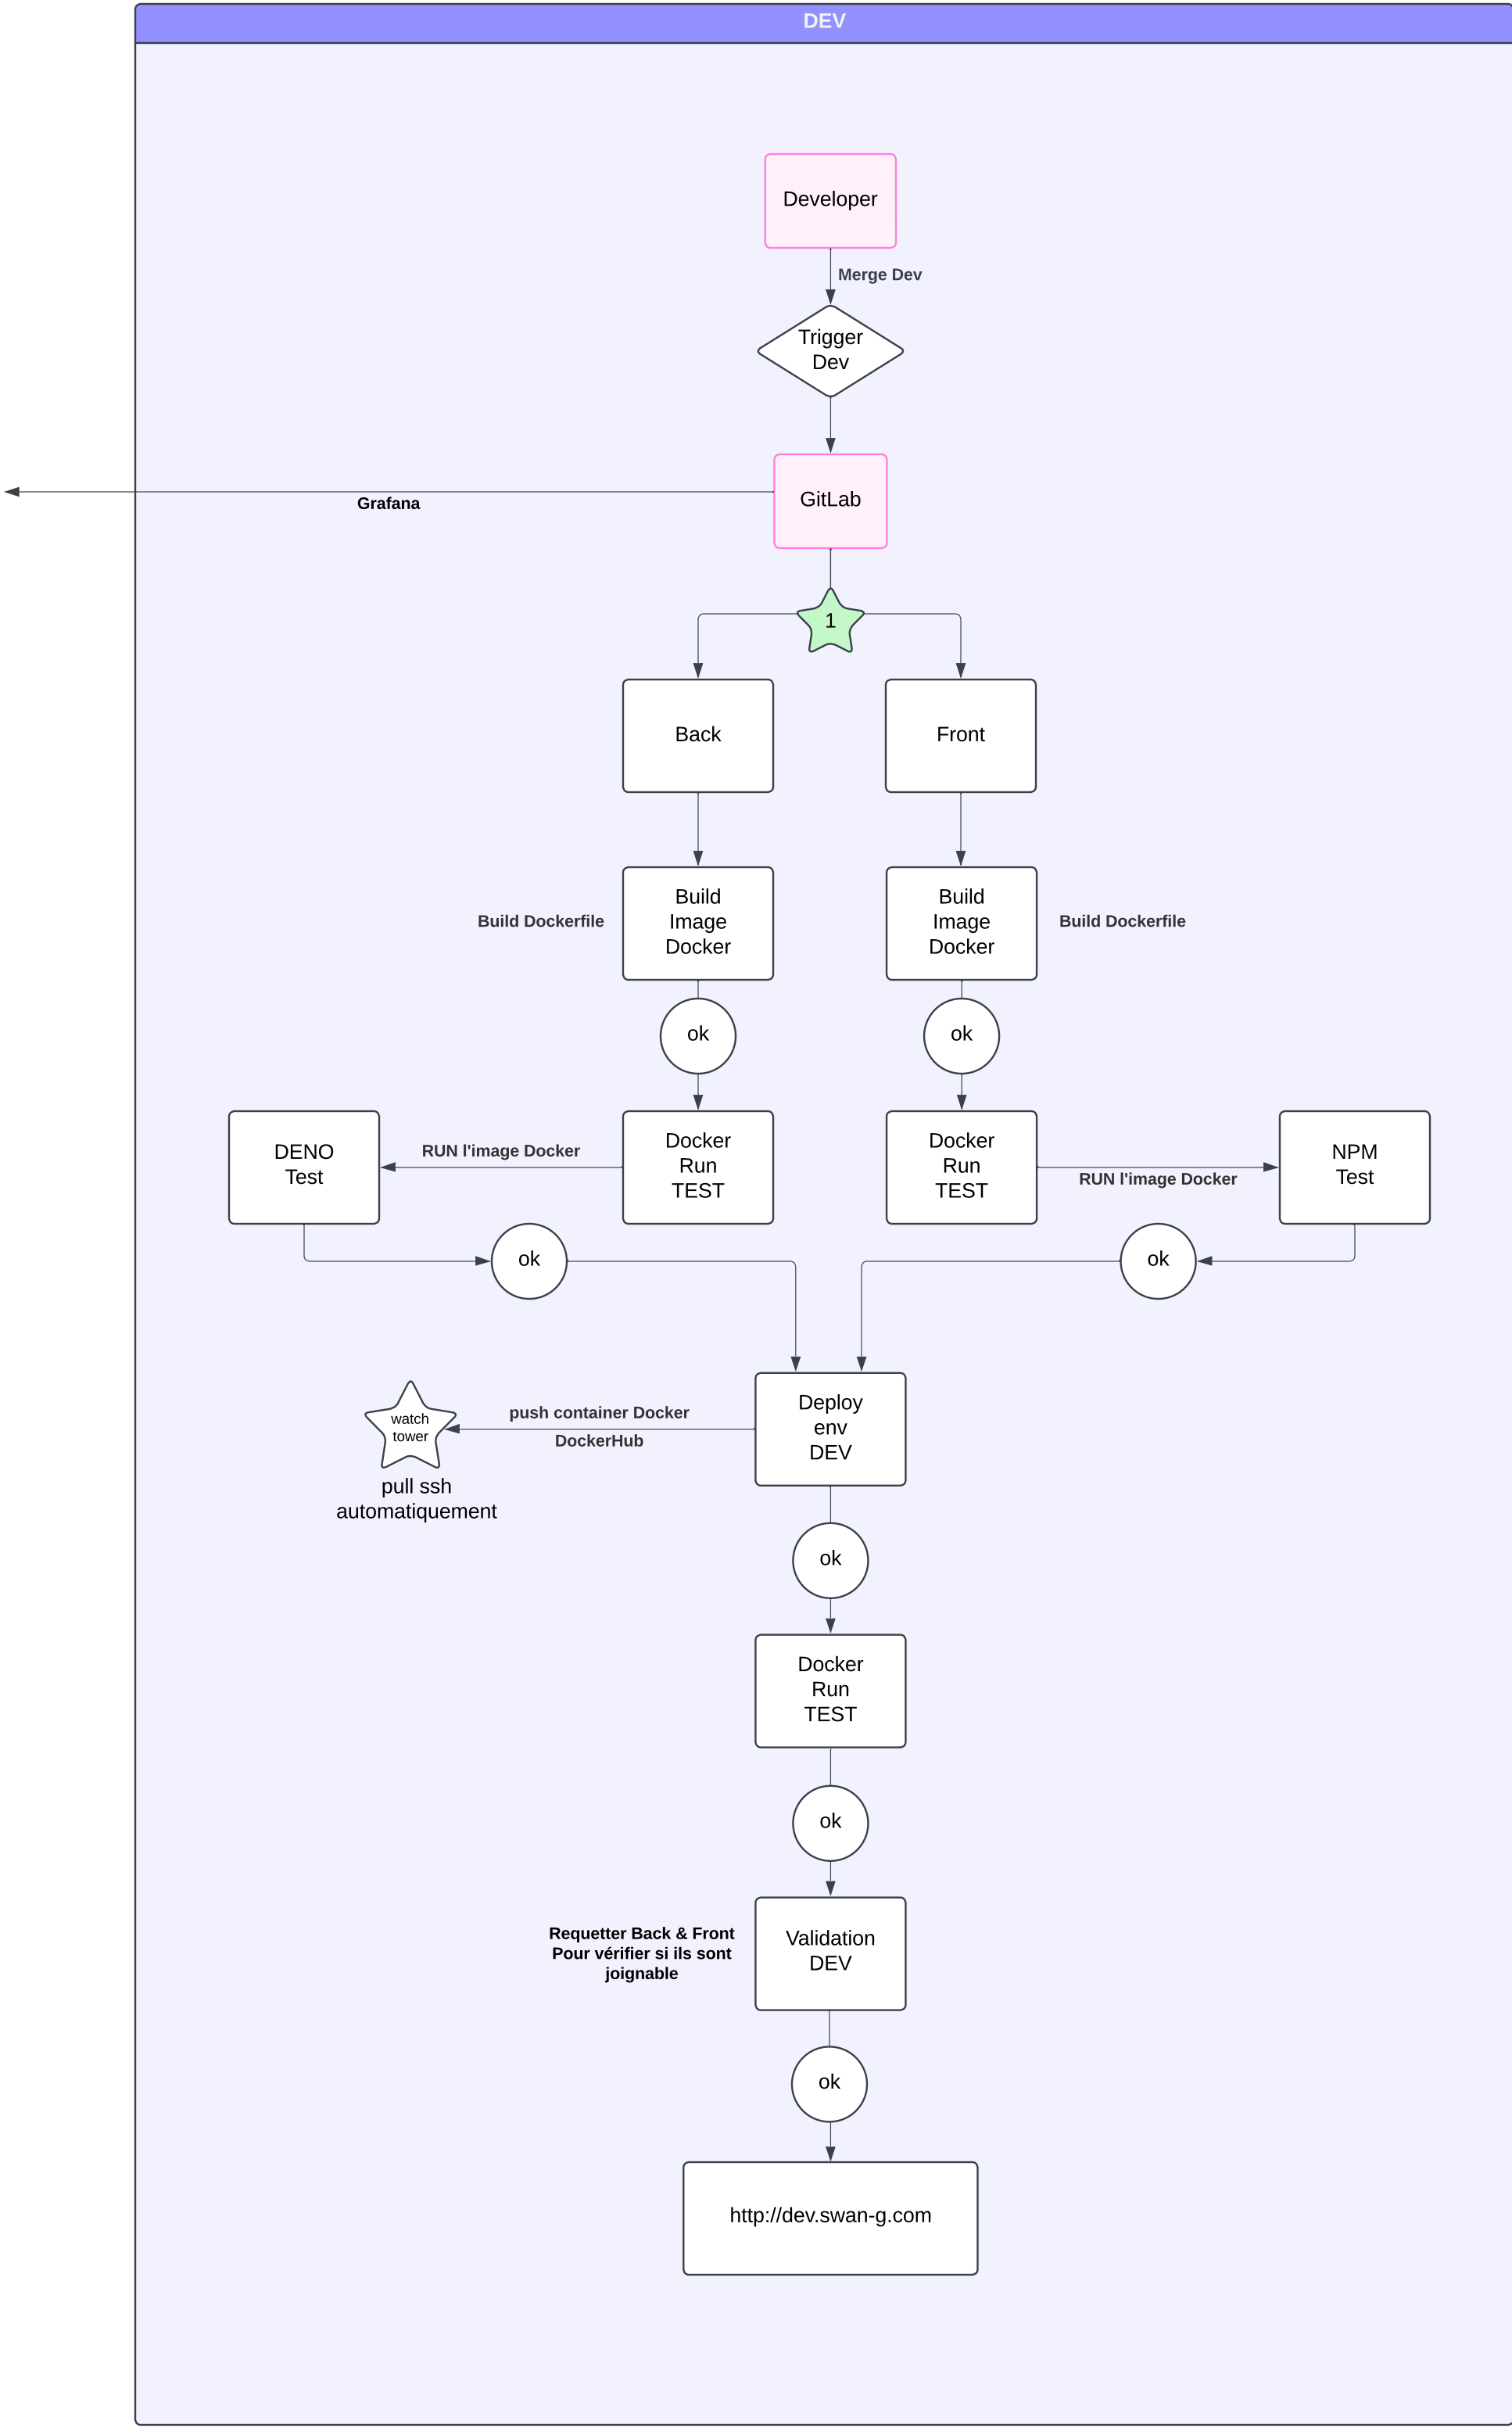 DEV
Developer
Merge Dev
Trigger
Dev
GitLab
Grafana
1
Back
Front
Build Dockerfile
Build
Image
Docker
Build
Image
Docker
Build Dockerfile
ok
ok
DENO
Test
RUN l'image Docker
Docker
Run
TEST
Docker
Run
TEST
RUN l'image Docker
NPM
Test
ok
ok
watch
tower
pull ssh
automatiquement
push container Docker
DockerHub
Deploy
env
DEV
ok
Docker
Run
TEST
ok
Requetter Back & Front
Pour vérifier si ils sont
joignable
Validation
DEV
ok
http://dev.swan-g.com